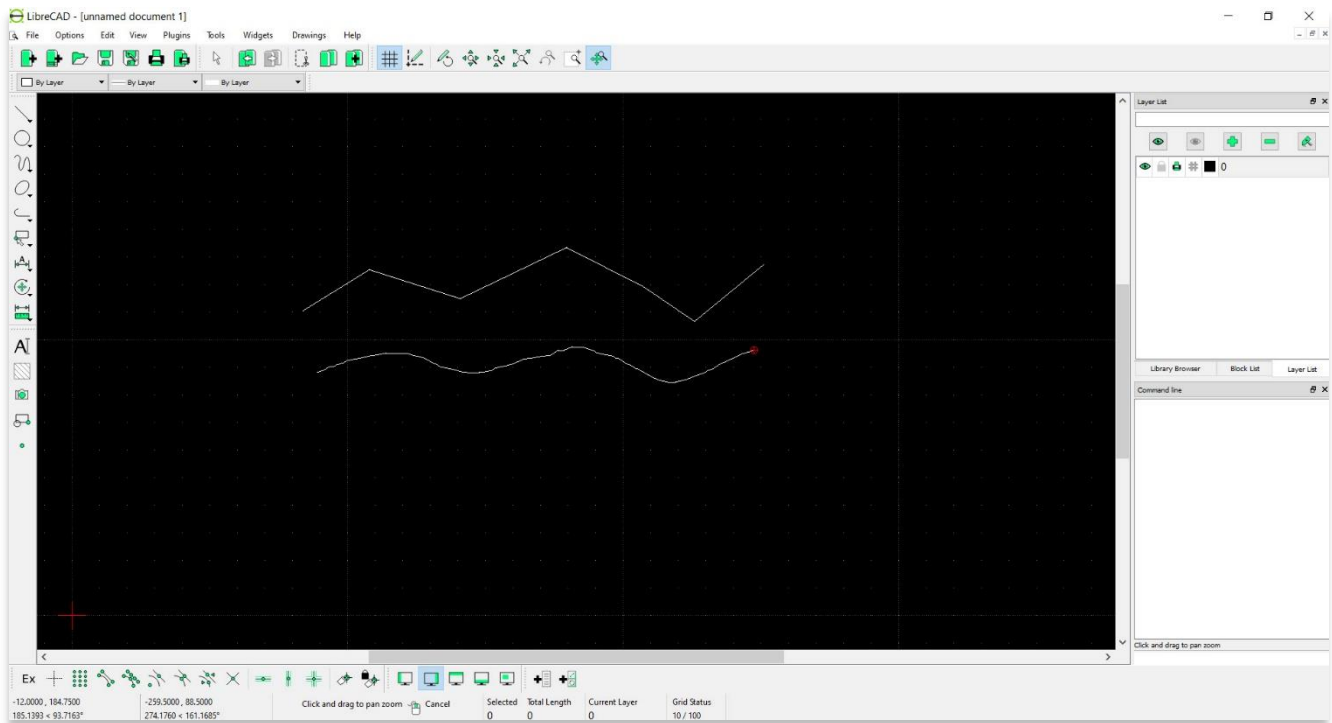 LibreCAD - [unnamed document 1]
File Options Edit View Plugins Tools Widgets Drawings Help
By Layer By Layer By Layer
Layer List
0
A
A
Library Browser Block List Layer List
Command line
Click and drag to pan zoom
Ex
-12.0000 , 184.7500 -259.5000 , 88.5000 Click and drag to pan zoom Cancel Selected Total Length Current Layer Grid Status
185.1393 < 93.7163° 274.1760 < 161.1685° 0 0 0 10 / 100